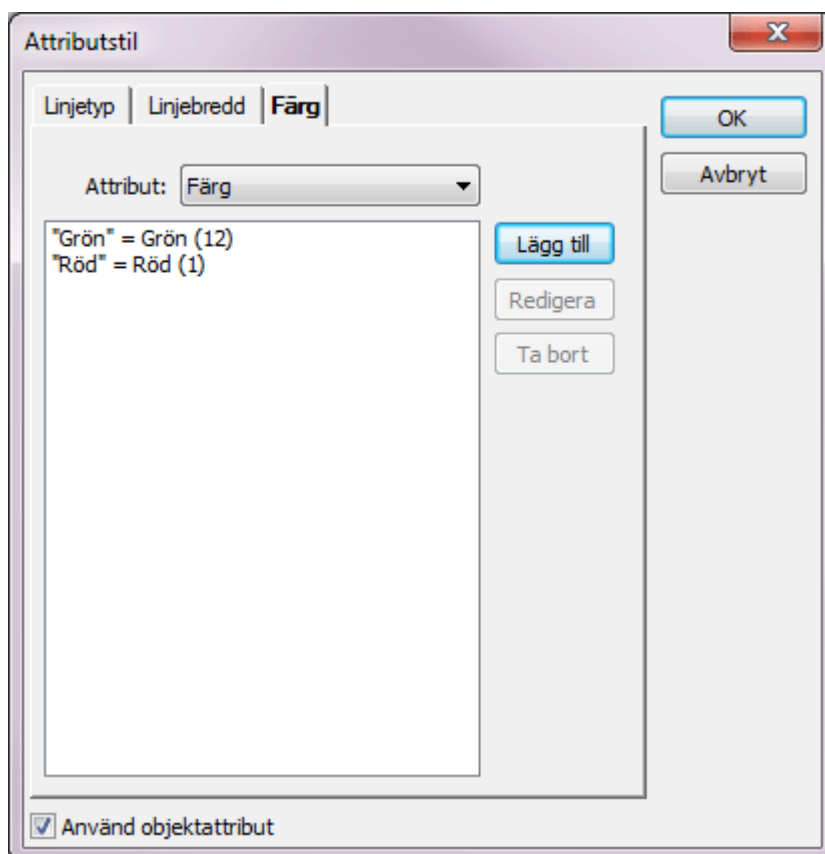 Attributstil
Linjetyp Linjebredd Färg
OK
Avbryt
Attribut: Färg
"Grön" = Grön (12)
"Röd" = Röd (1)
Lägg till
Redigera
Ta bort
Använd objektattribut